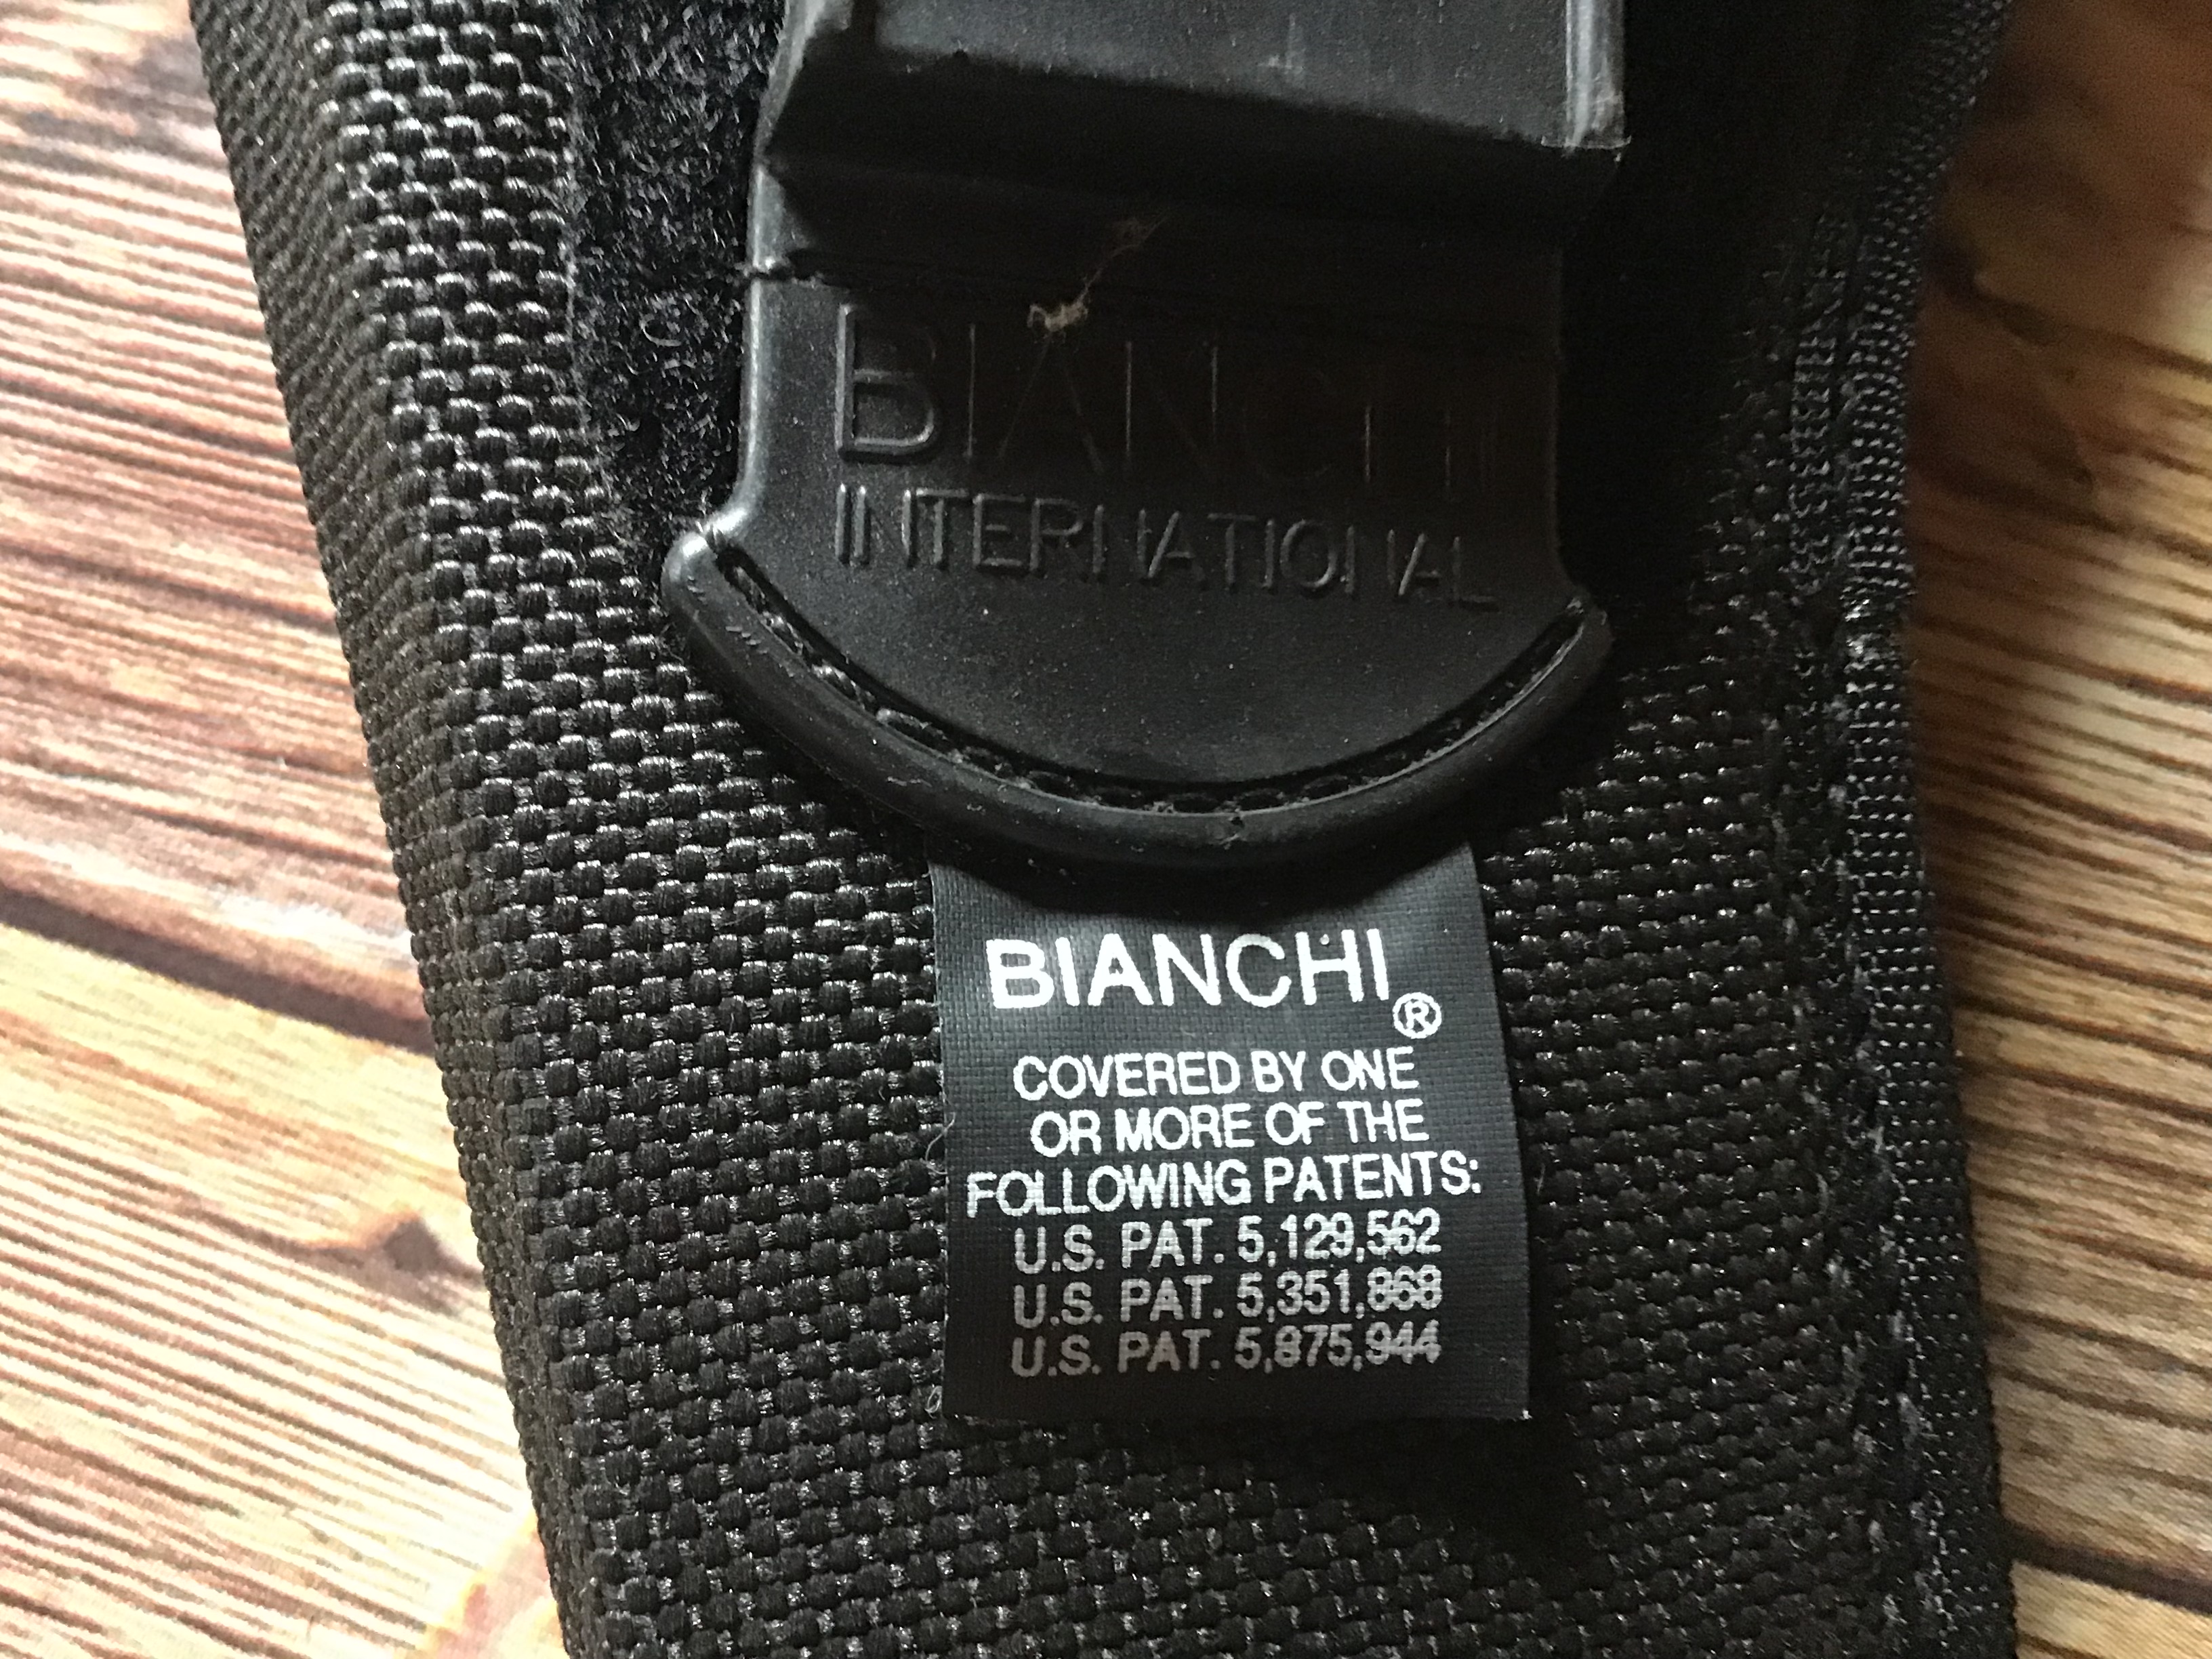 BIANCHI
INTERNATIONAL
BIANCHI®
COVERED BY ONE
OR MORE OF THE
FOLLOWING PATENTS:
U.S. PAT. 5,129,562
U.S. PAT. 5,351,868
U.S. PAT. 5,875,944